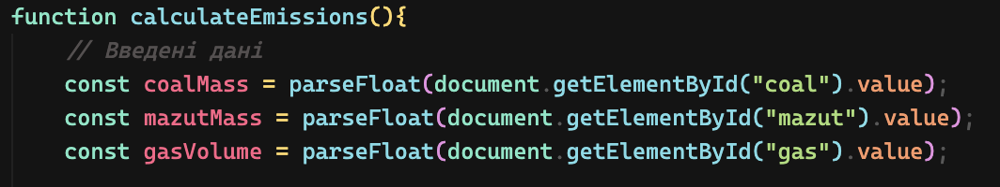 function calculateEmissions(){
// Введені дані
const coalMass = parseFloat(document.getElementById("coal").value);
const mazutMass = parseFloat(document.getElementById("mazut").value);
const gasVolume = parseFloat(document.getElementById("gas").value);